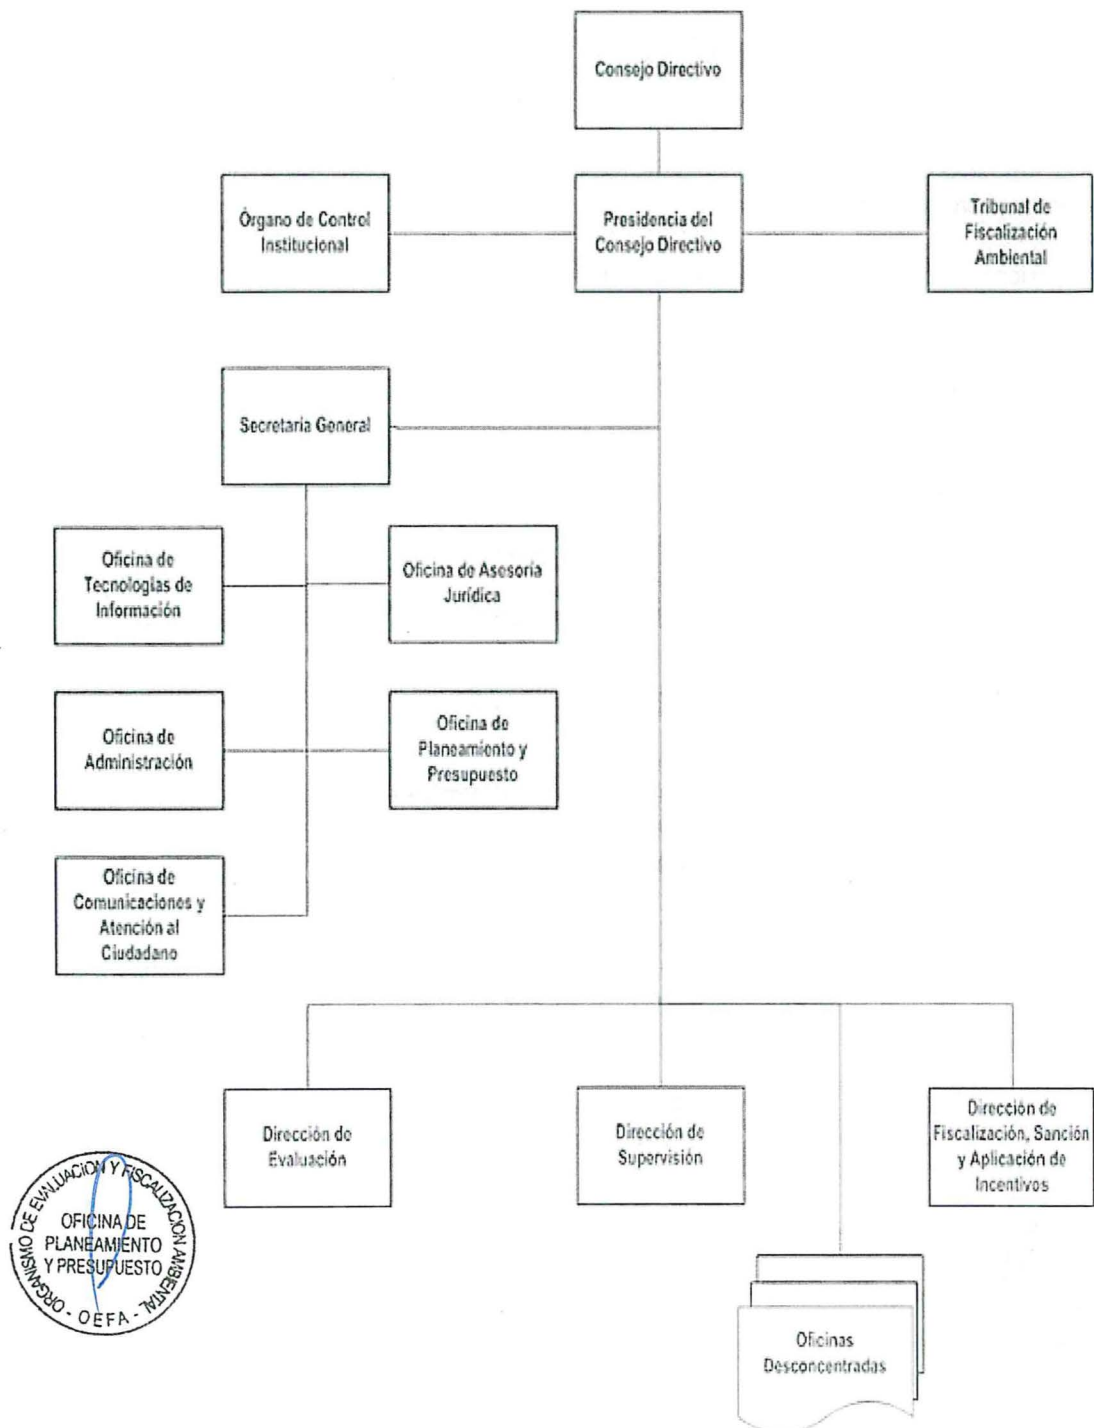 Consejo Directivo
Órgano de Control
Institucional
Presidencia del
Consejo Directivo
Tribunal de
Fiscalización
Ambiental
Secretaría General
Oficina de
Tecnologías de
Información
Oficina de Asesoría
Jurídica
Oficina de
Administración
Oficina de
Planeamiento y
Presupuesto
Oficina de
Comunicaciones y
Atención al
Ciudadano
Dirección de
Evaluación
Dirección de
Supervisión
Dirección de
Fiscalización, Sanción
y Aplicación de
Incentivos
Oficinas
Desconcentradas
ORGANISMO DE EVALUACIÓN Y FISCALIZACIÓN AMBIENTAL
OFICINA DE
PLANEAMIENTO
Y PRESUPUESTO
- OEFA -